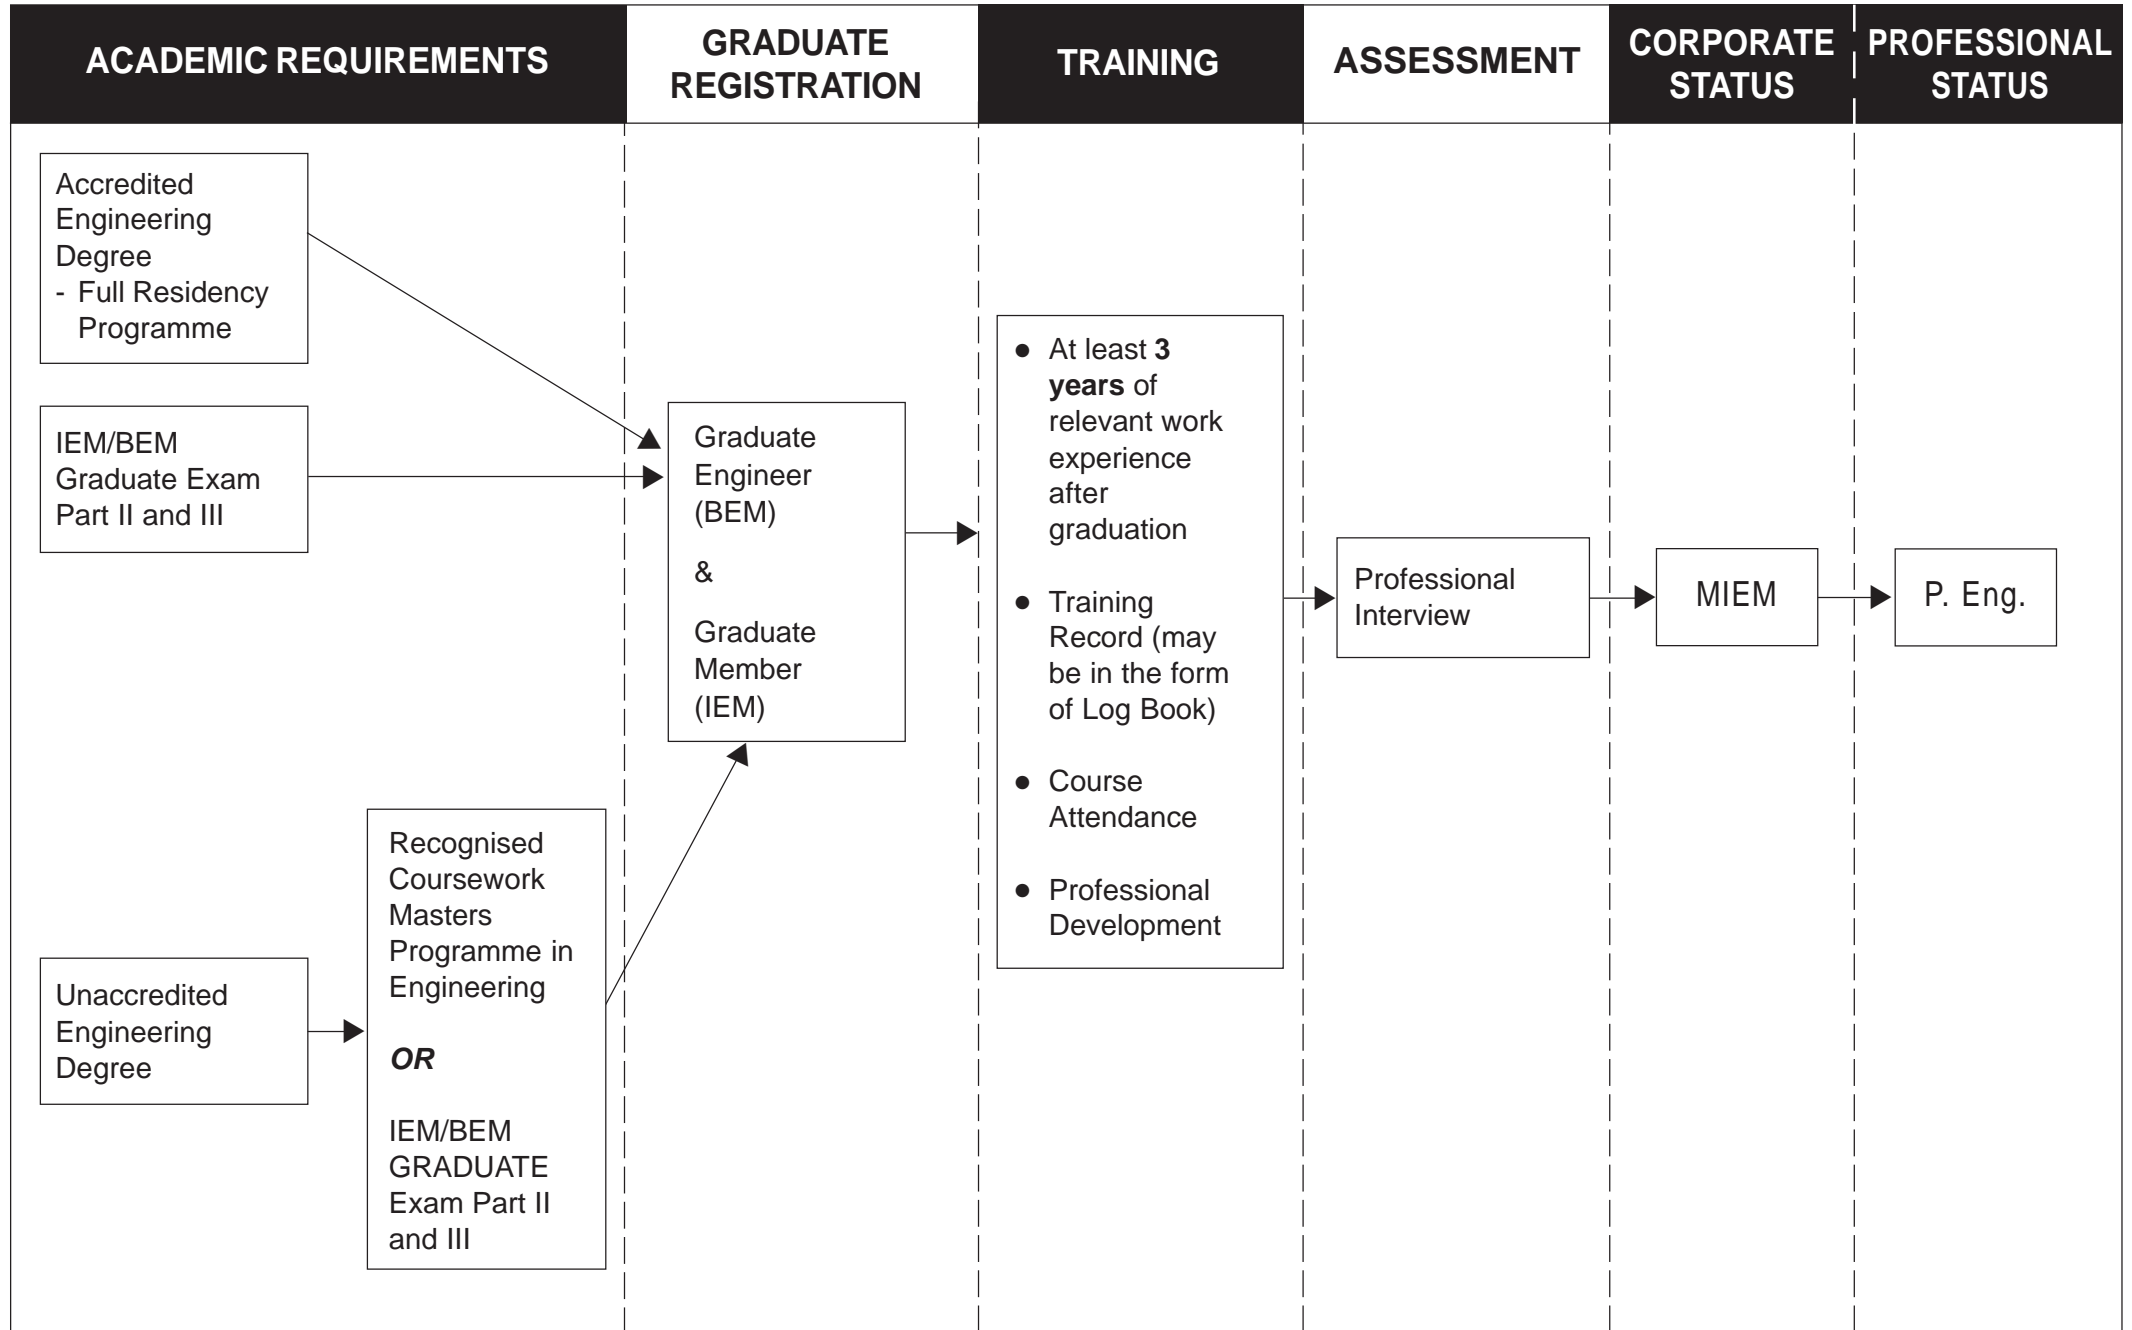 ACADEMIC REQUIREMENTS
GRADUATE
REGISTRATION
TRAINING
ASSESSMENT
CORPORATE
STATUS
PROFESSIONAL
STATUS
Accredited
Engineering
Degree
- Full Residency
Programme
IEM/BEM
Graduate Exam
Part II and III
Unaccredited
Engineering
Degree
Recognised
Coursework
Masters
Programme in
Engineering
OR
IEM/BEM
GRADUATE
Exam Part II
and III
Graduate
Engineer
(BEM)
&
Graduate
Member
(IEM)
● At least 3
years of
relevant work
experience
after
graduation
● Training
Record (may
be in the form
of Log Book)
● Course
Attendance
● Professional
Development
Professional
Interview
MIEM
P. Eng.